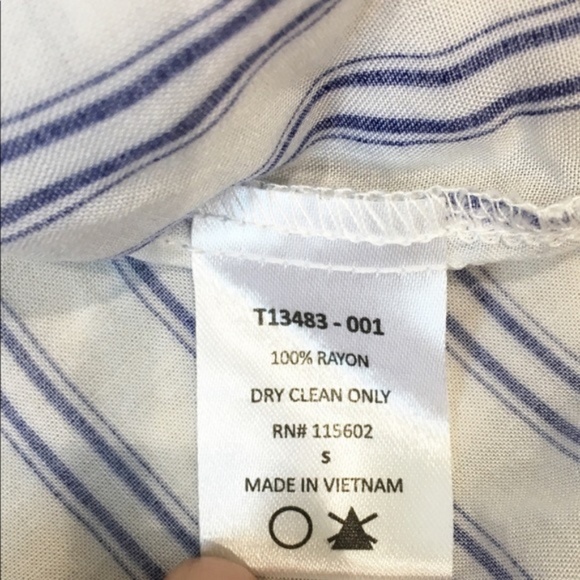 T13483 - 001
100% RAYON
DRY CLEAN ONLY
RN# 115602
S
MADE IN VIETNAM